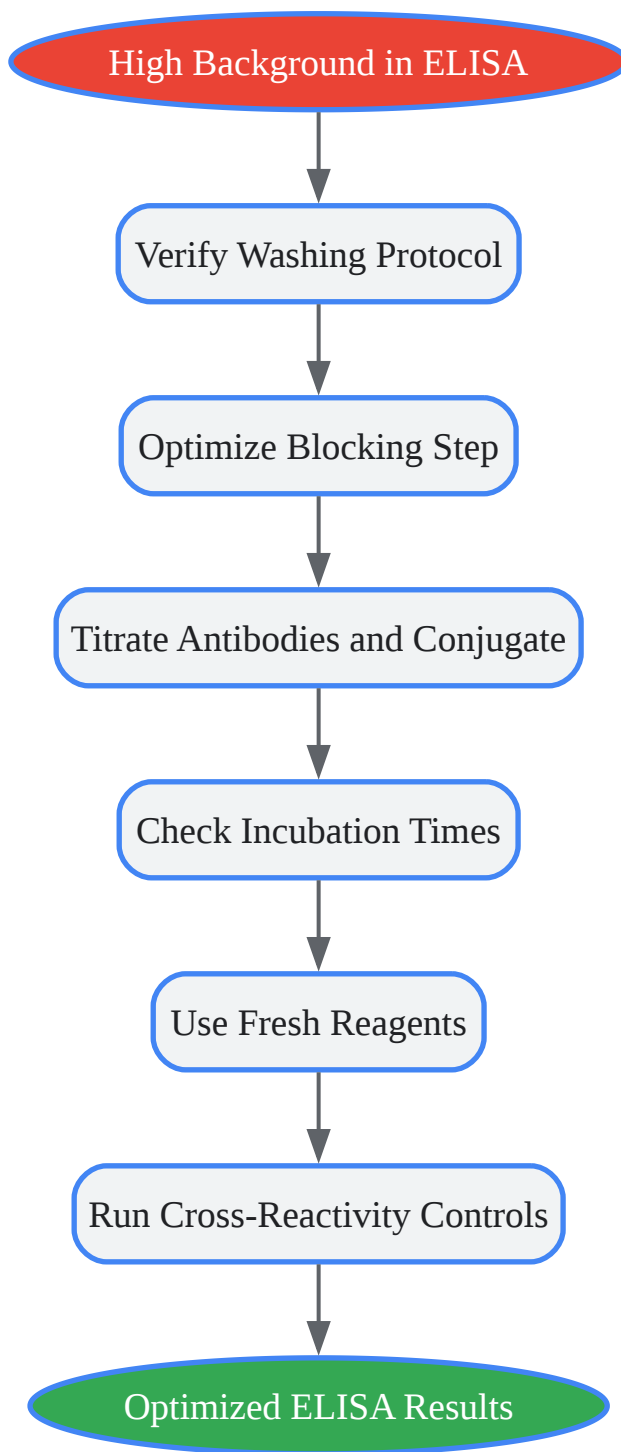 High Background in ELISA
Verify Washing Protocol
Optimize Blocking Step
Titrate Antibodies and Conjugate
Check Incubation Times
Use Fresh Reagents
Run Cross-Reactivity Controls
Optimized ELISA Results